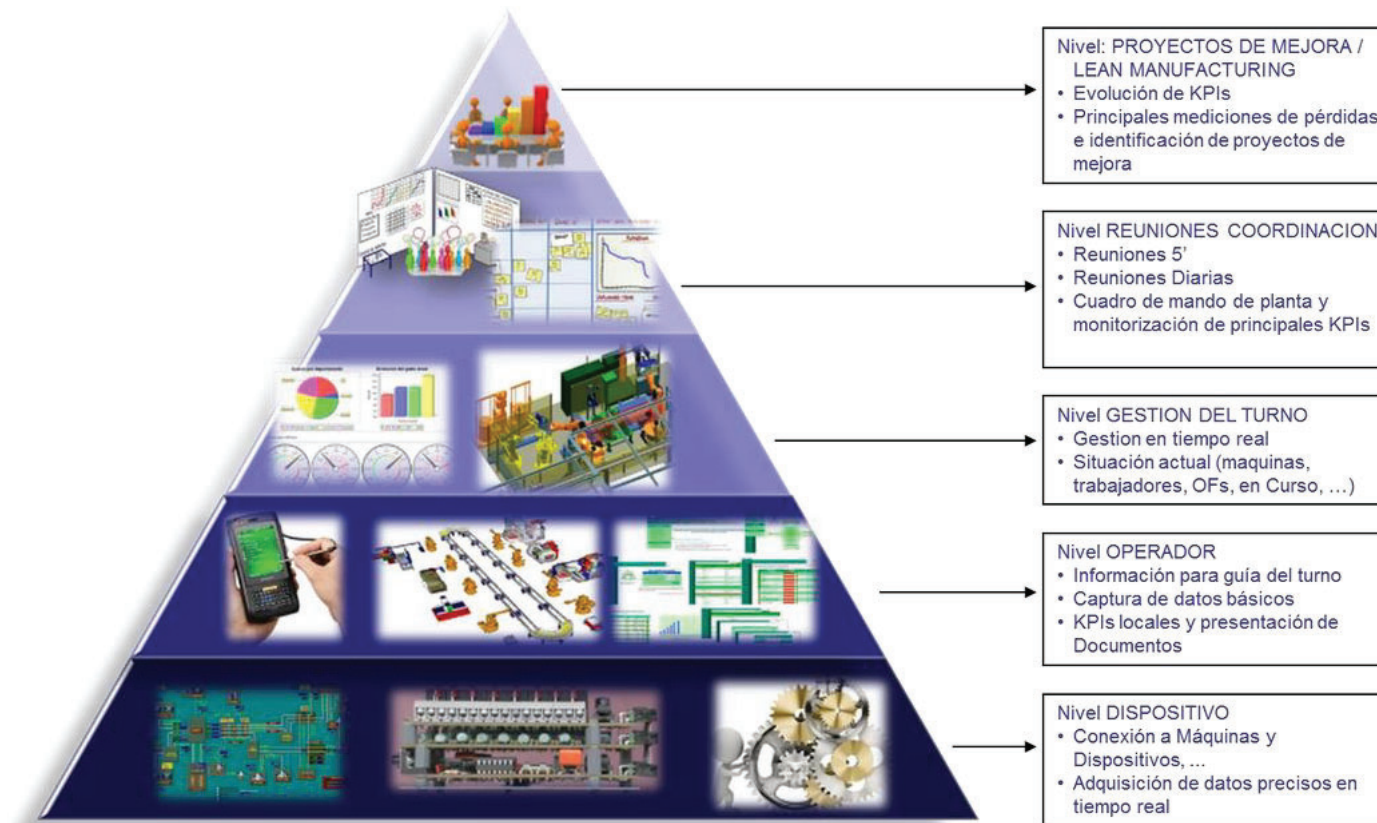 Nivel: PROYECTOS DE MEJORA /
LEAN MANUFACTURING
• Evolución de KPIs
• Principales mediciones de pérdidas
e identificación de proyectos de
mejora
Nivel REUNIONES COORDINACION
• Reuniones 5'
• Reuniones Diarias
• Cuadro de mando de planta y
monitorización de principales KPIs
Nivel GESTION DEL TURNO
• Gestion en tiempo real
• Situación actual (maquinas,
trabajadores, OFs, en Curso, ...)
Nivel OPERADOR
• Información para guía del turno
• Captura de datos básicos
• KPIs locales y presentación de
Documentos
Nivel DISPOSITIVO
• Conexión a Máquinas y
Dispositivos, ...
• Adquisición de datos precisos en
tiempo real